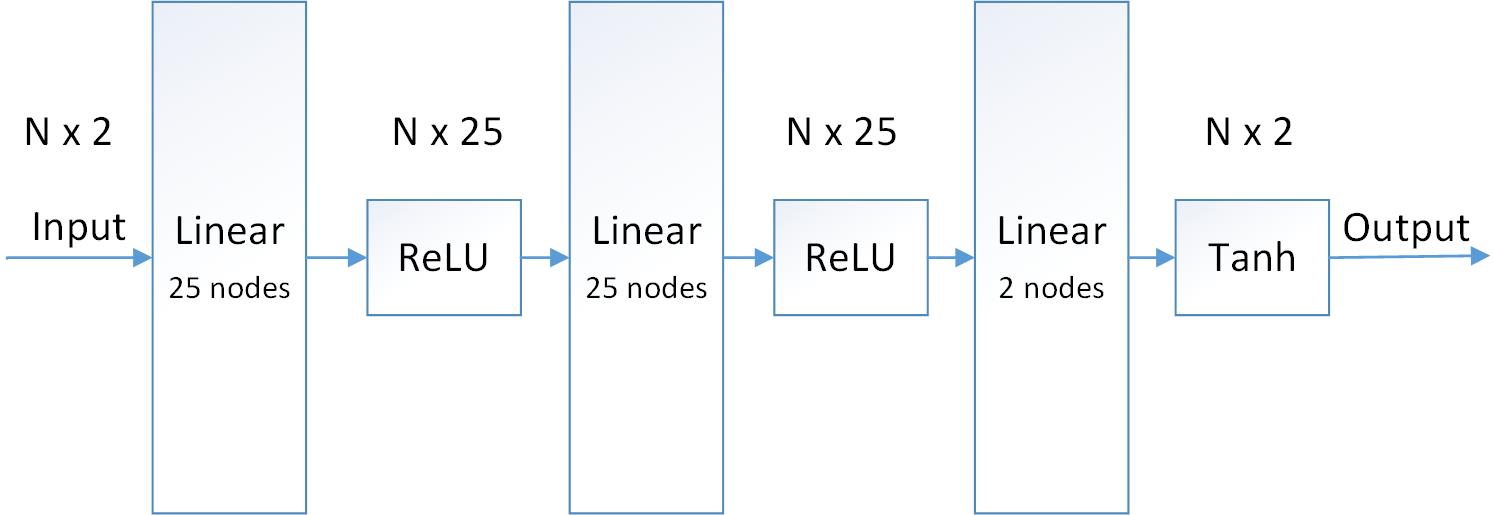 N x 2
N x 25
N x 25
N x 2
Input
Linear
25 nodes
ReLU
Linear
25 nodes
ReLU
Linear
2 nodes
Tanh
Output